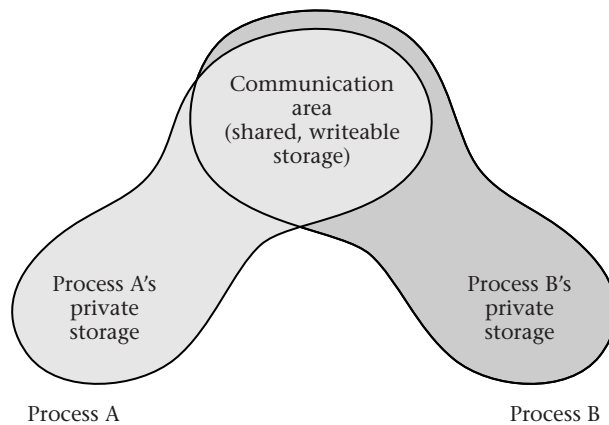 Communication
area
(shared, writeable
storage)
Process A's
private
storage
Process B's
private
storage
Process A
Process B